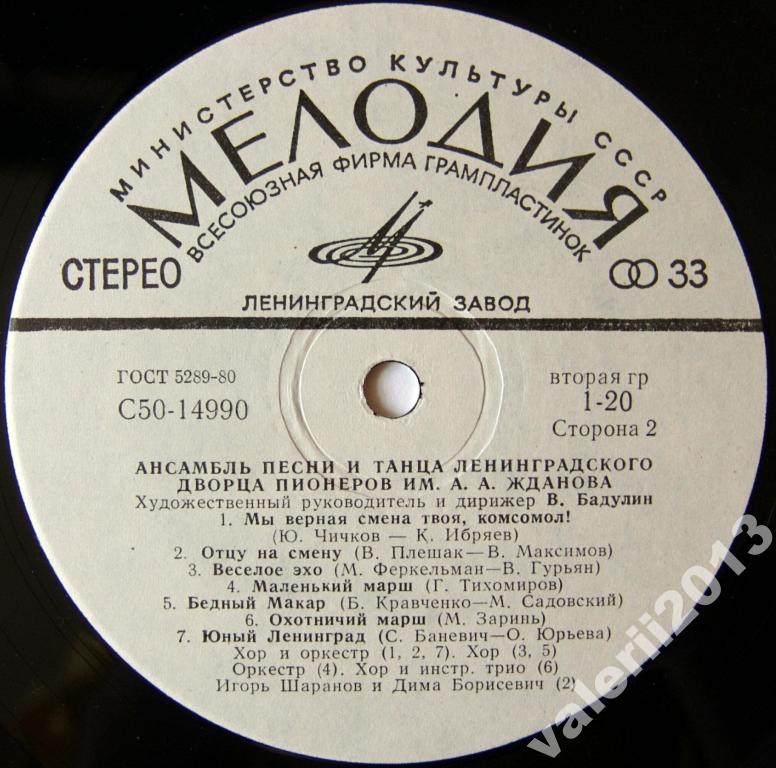 МИНИСТЕРСТВО КУЛЬТУРЫ СССР
МЕЛОДИЯ
ВСЕСОЮЗНАЯ ФИРМА ГРАМПЛАСТИНОК
СТЕРЕО
33
ЛЕНИНГРАДСКИЙ ЗАВОД
ГОСТ 5289-80
С50-14990
вторая гр
1-20
Сторона 2
АНСАМБЛЬ ПЕСНИ И ТАНЦА ЛЕНИНГРАДСКОГО
ДВОРЦА ПИОНЕРОВ ИМ. А. А. ЖДАНОВА
Художественный руководитель и дирижер В. Бадулин
1. Мы верная смена твоя, комсомол!
(Ю. Чичков — К. Ибряев)
2. Отцу на смену (В. Плешак—В. Максимов)
3. Веселое эхо (М. Феркельман—В. Гурьян)
4. Маленький марш (Г. Тихомиров)
5. Бедный Макар (Б. Кравченко—М. Садовский)
6. Охотничий марш (М. Заринь)
7. Юный Ленинград (С. Баневич—О. Юрьева)
Хор и оркестр (1, 2, 7). Хор (3, 5)
Оркестр (4). Хор и инстр. трио (6)
Игорь Шаранов и Дима Борисевич (2)
valerii2013